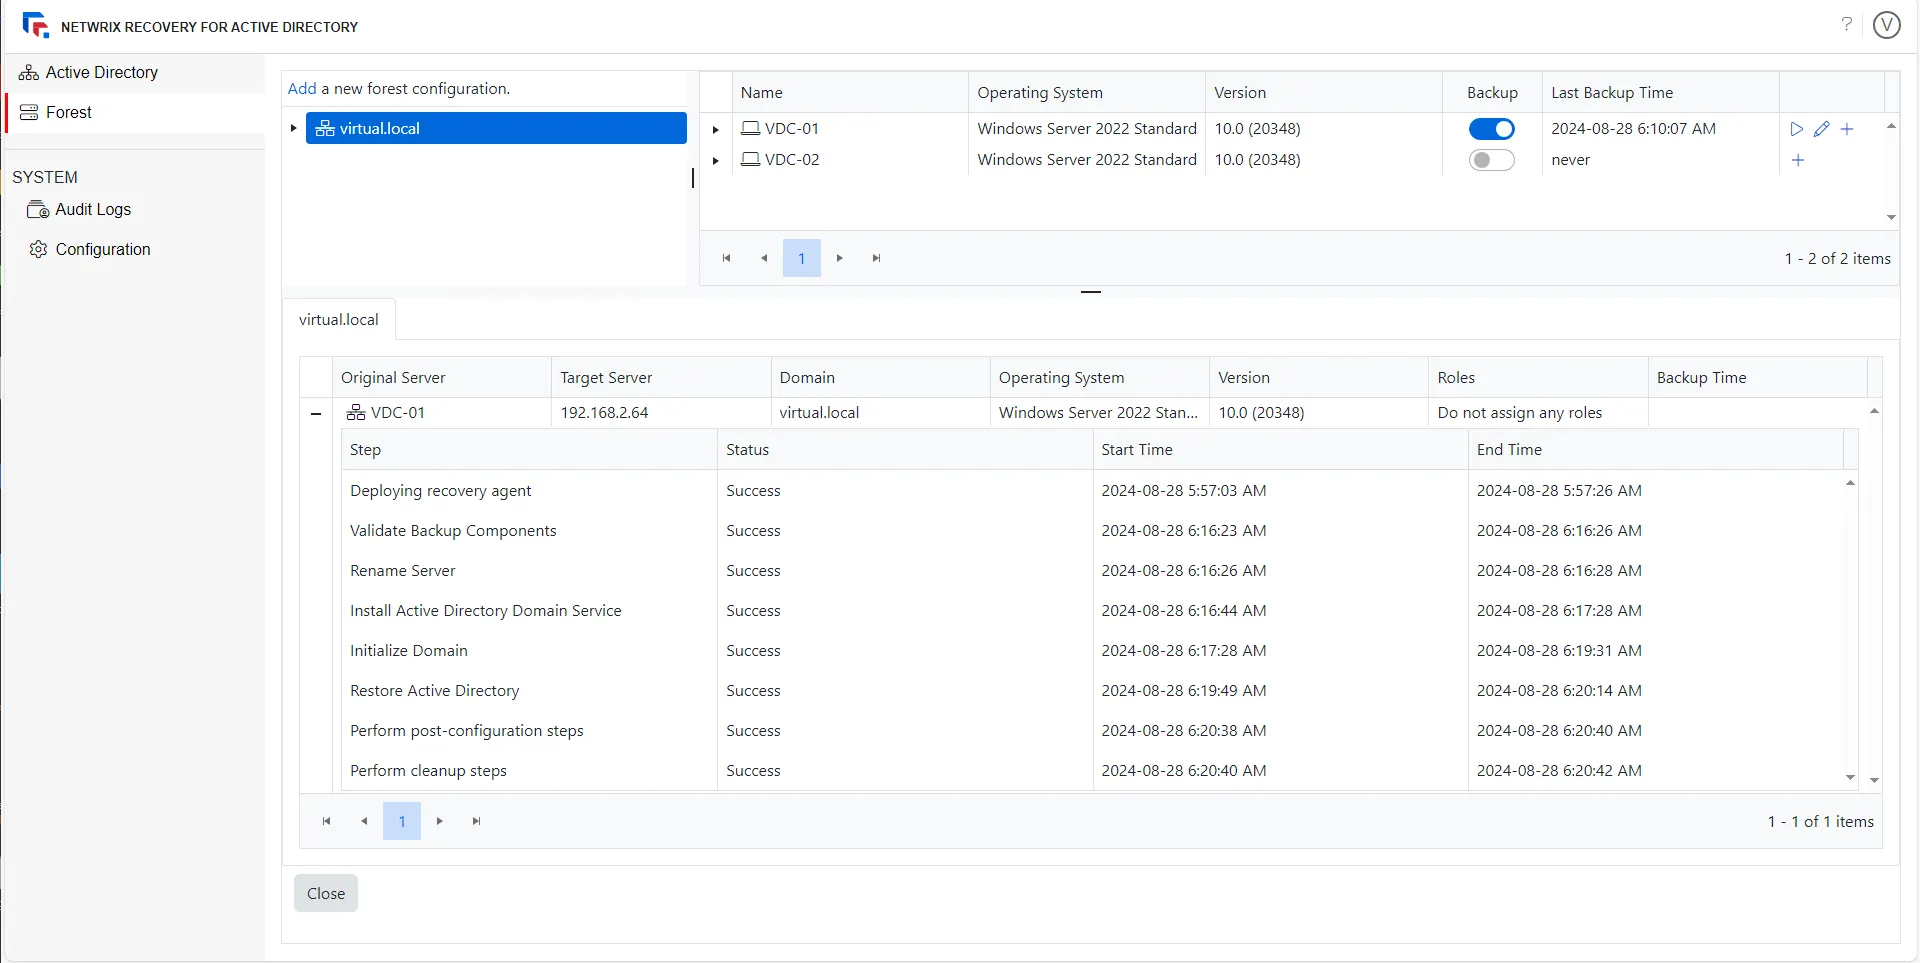 NETWRIX RECOVERY FOR ACTIVE DIRECTORY
? V
Active Directory
Forest
SYSTEM
Audit Logs
Configuration
Add a new forest configuration.
virtual.local
Name Operating System Version Backup Last Backup Time
VDC-01 Windows Server 2022 Standard 10.0 (20348) 2024-08-28 6:10:07 AM
VDC-02 Windows Server 2022 Standard 10.0 (20348) never
1 1 - 2 of 2 items
virtual.local
Original Server Target Server Domain Operating System Version Roles Backup Time
VDC-01 192.168.2.64 virtual.local Windows Server 2022 Stan... 10.0 (20348) Do not assign any roles
Step Status Start Time End Time
Deploying recovery agent Success 2024-08-28 5:57:03 AM 2024-08-28 5:57:26 AM
Validate Backup Components Success 2024-08-28 6:16:23 AM 2024-08-28 6:16:26 AM
Rename Server Success 2024-08-28 6:16:26 AM 2024-08-28 6:16:28 AM
Install Active Directory Domain Service Success 2024-08-28 6:16:44 AM 2024-08-28 6:17:28 AM
Initialize Domain Success 2024-08-28 6:17:28 AM 2024-08-28 6:19:31 AM
Restore Active Directory Success 2024-08-28 6:19:49 AM 2024-08-28 6:20:14 AM
Perform post-configuration steps Success 2024-08-28 6:20:38 AM 2024-08-28 6:20:40 AM
Perform cleanup steps Success 2024-08-28 6:20:40 AM 2024-08-28 6:20:42 AM
1 1 - 1 of 1 items
Close